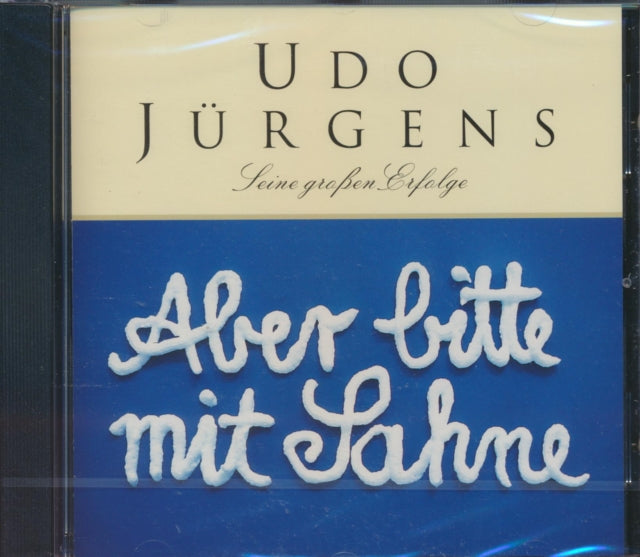 UDO
JÜRGENS
Seine großen Erfolge
Aber bitte
mit Sahne